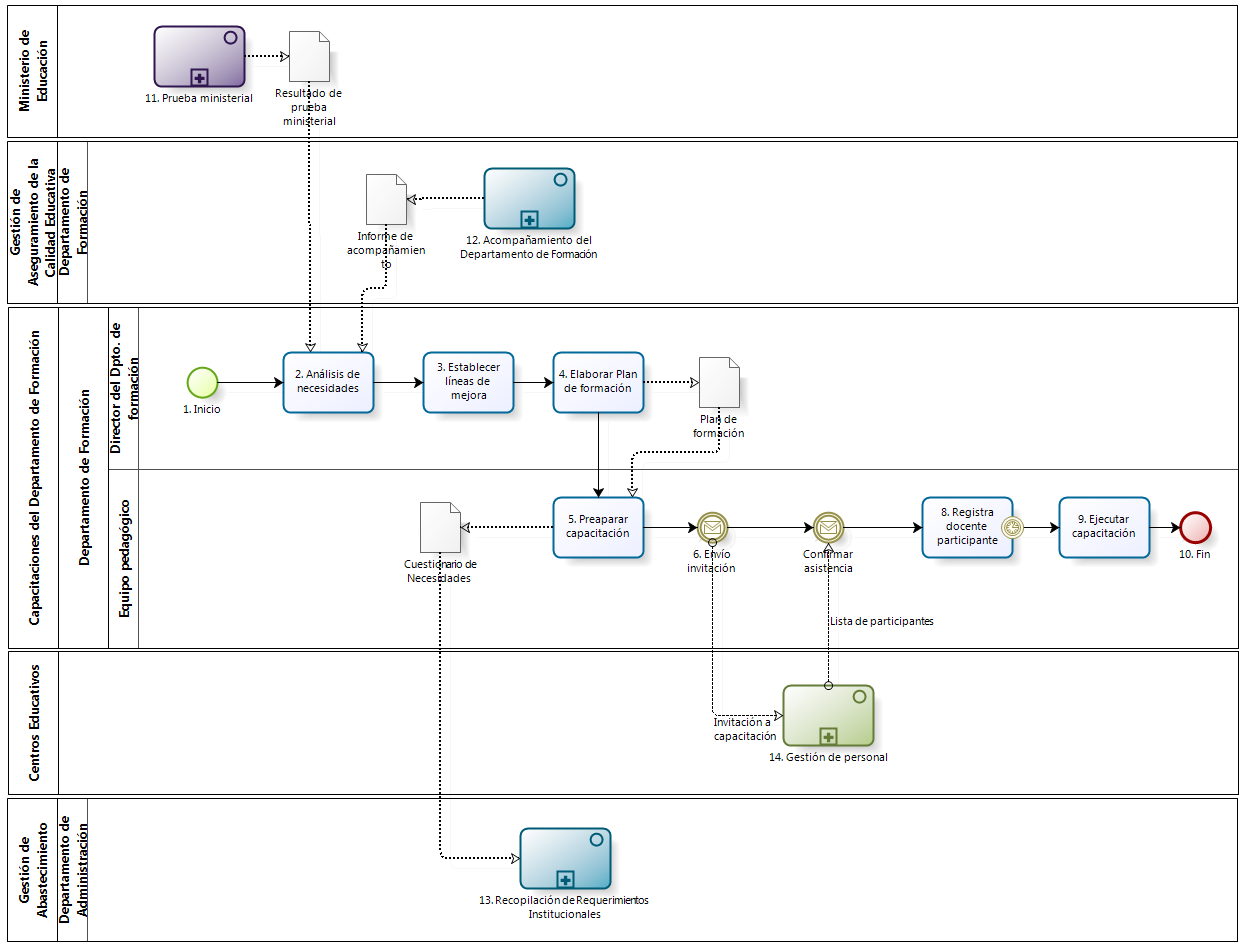 Ministerio de
Educación
11. Prueba ministerial
Resultado de
prueba
ministerial
Gestión de
Aseguramiento de la
Calidad Educativa
Departamento de
Formación
Informe de
acompañamien
to
12. Acompañamiento del
Departamento de Formación
Capacitaciones del Departamento de Formación
Departamento de Formación
Director del Dpto. de
formación
1. Inicio
2. Análisis de
necesidades
3. Establecer
líneas de
mejora
4. Elaborar Plan
de formación
Plan de
formación
Equipo pedagógico
Cuestionario de
Necesidades
5. Preaparar
capacitación
6. Envío
invitación
Confirmar
asistencia
8. Registra
docente
participante
9. Ejecutar
capacitación
10. Fin
Lista de participantes
Centros Educativos
Invitación a
capacitación
14. Gestión de personal
Gestión de
Abastecimiento
Departamento de
Administración
13. Recopilación de Requerimientos
Institucionales